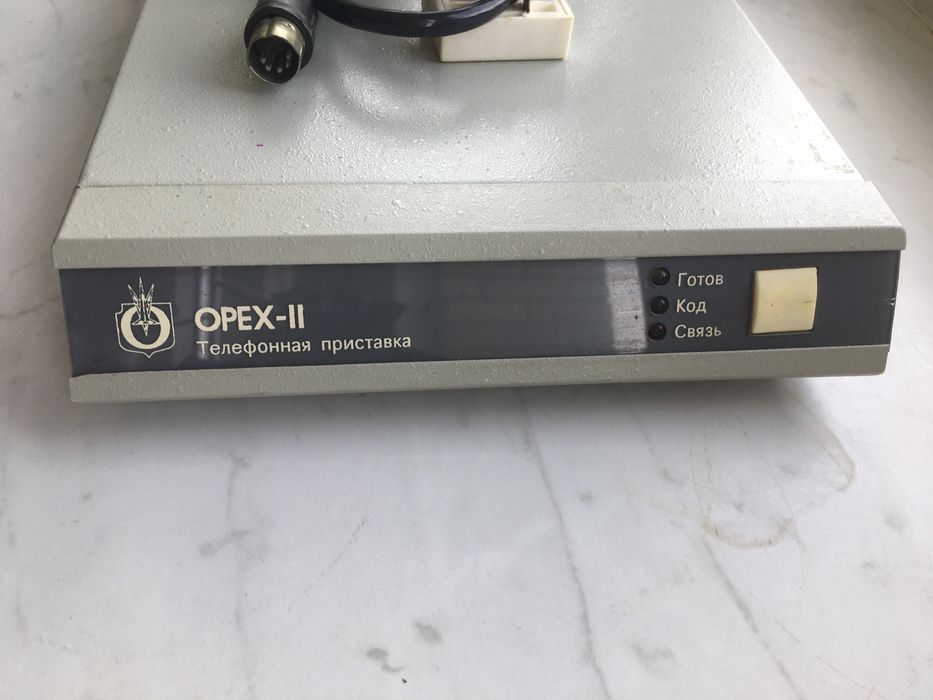 ОРЕХ-II
Телефонная приставка
Готов
Код
Связь